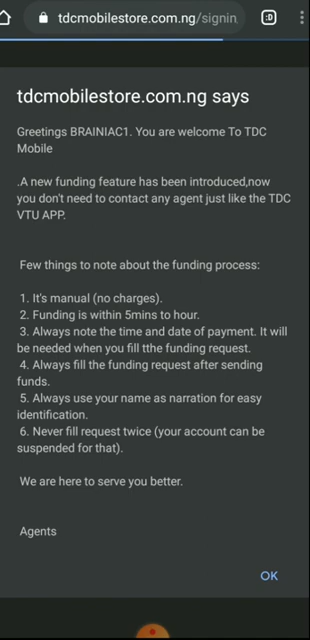 tdcmobilestore.com.ng/signin
:D
tdcmobilestore.com.ng says
Greetings BRAINIAC1. You are welcome To TDC
Mobile
.A new funding feature has been introduced,now
you don't need to contact any agent just like the TDC
VTU APP.
Few things to note about the funding process:
1. It's manual (no charges).
2. Funding is within 5mins to hour.
3. Always note the time and date of payment. It will
be needed when you fill tthe funding request.
4. Always fill the funding request after sending
funds.
5. Always use your name as narration for easy
identification.
6. Never fill request twice (your account can be
suspended for that).
We are here to serve you better.
Agents
OK